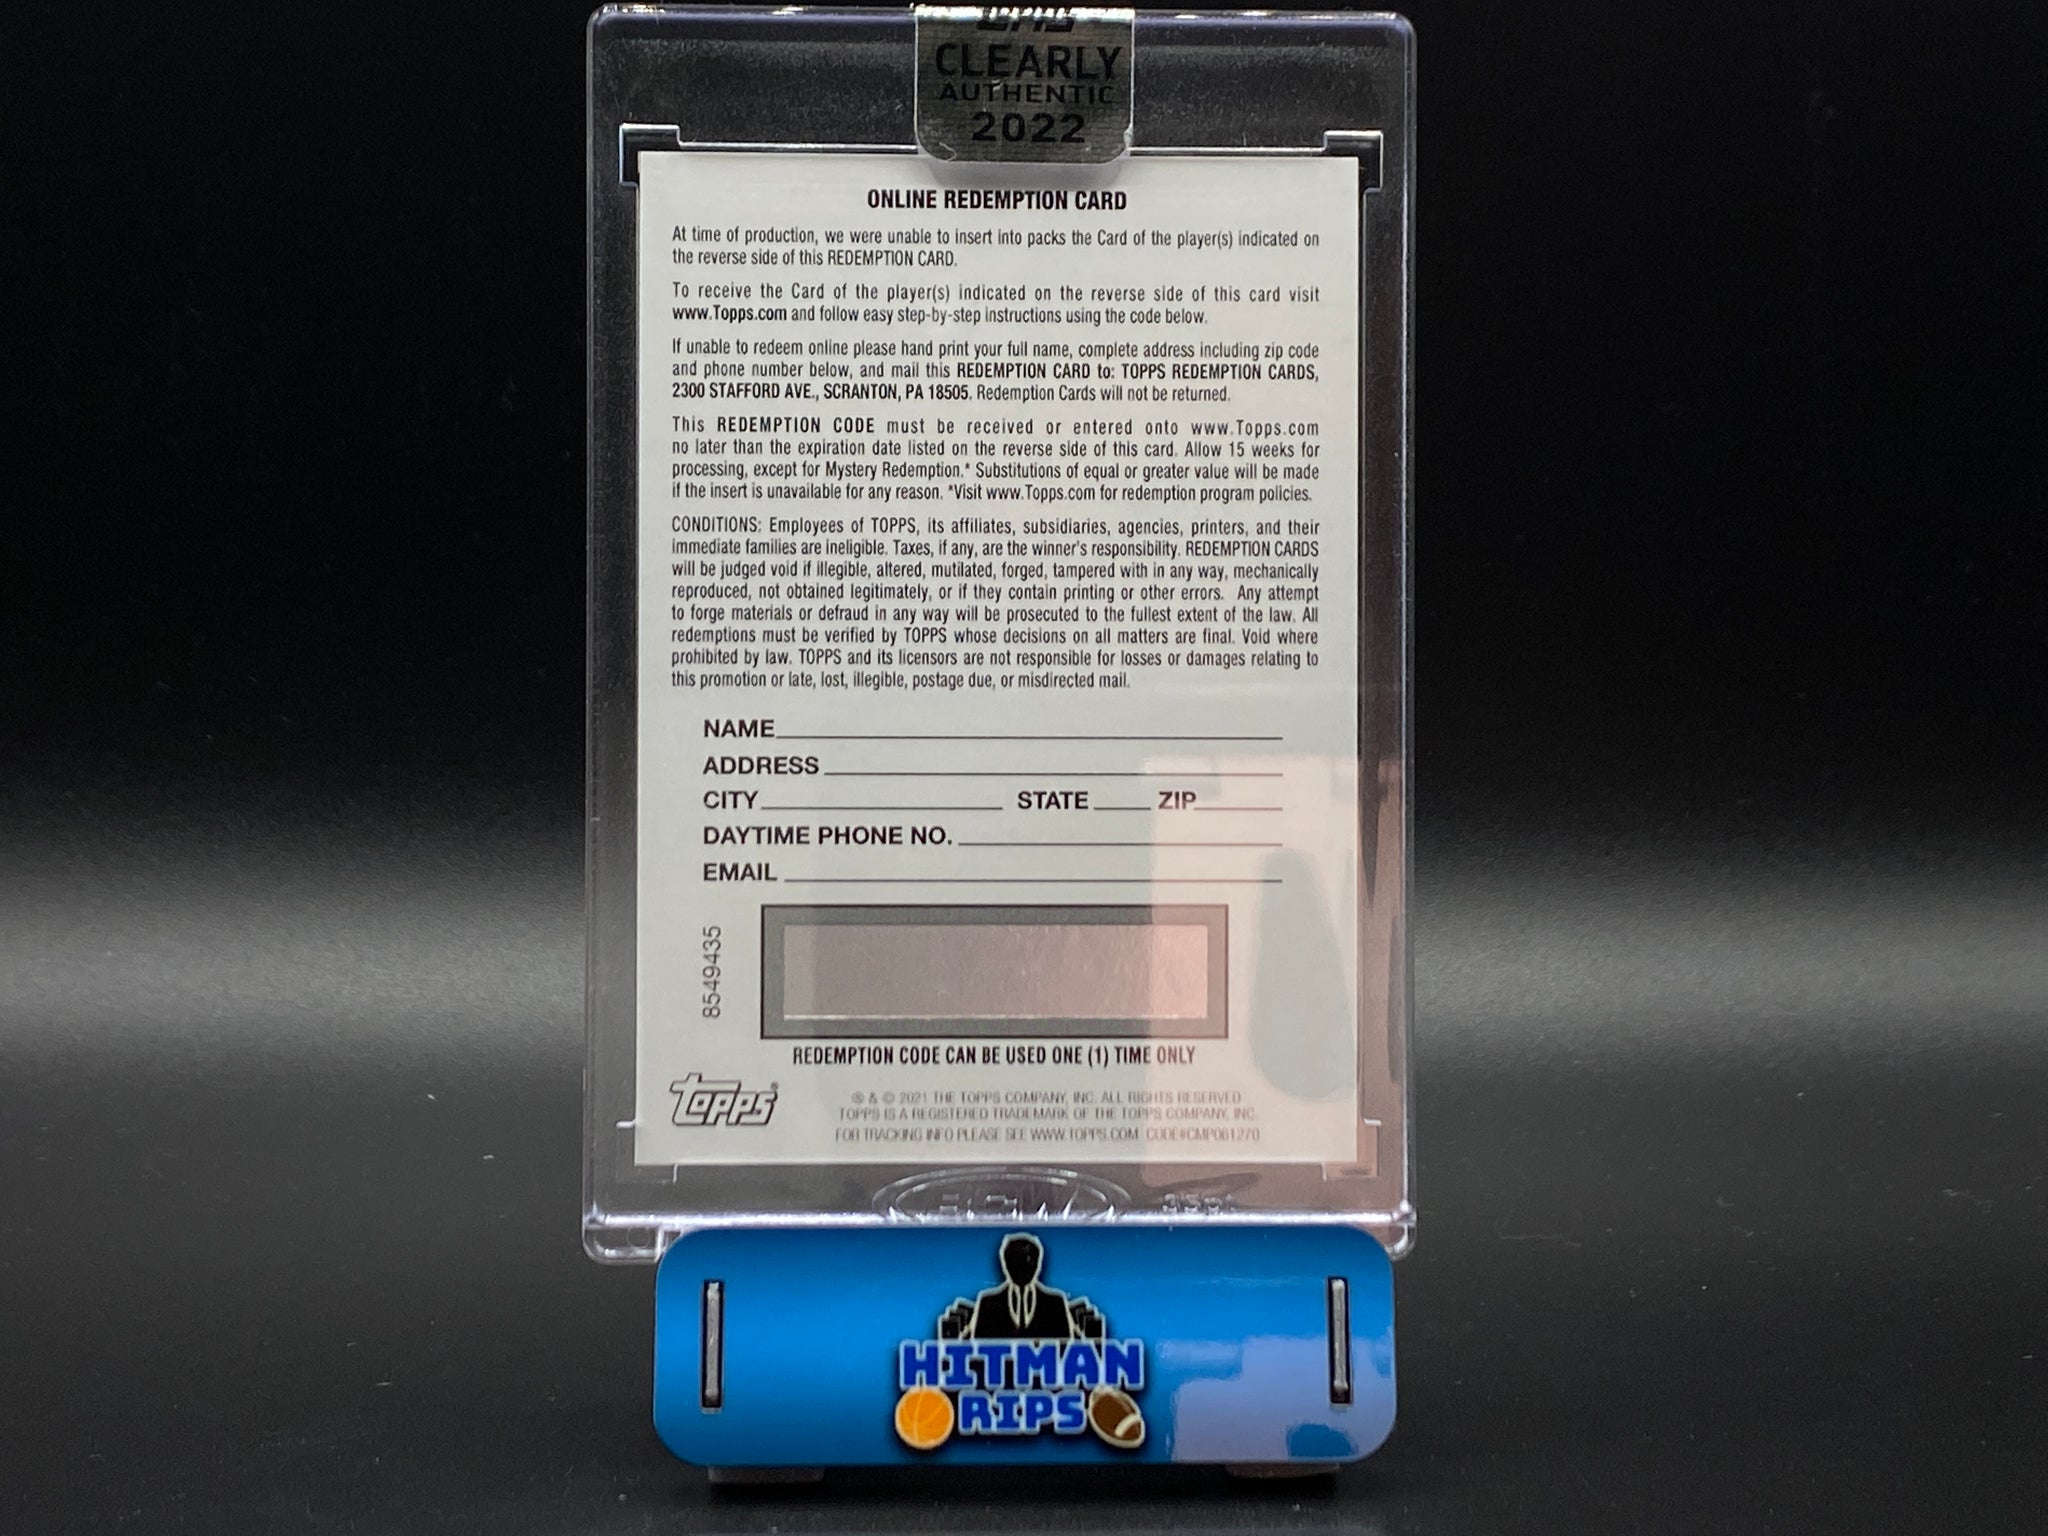 CLEARLY
AUTHENTIC
2022
ONLINE REDEMPTION CARD
At time of production, we were unable to insert into packs the Card of the player(s) indicated on
the reverse side of this REDEMPTION CARD.
To receive the Card of the player(s) indicated on the reverse side of this card visit
www.Topps.com and follow easy step-by-step instructions using the code below.
If unable to redeem online please hand print your full name, complete address including zip code
and phone number below, and mail this REDEMPTION CARD to: TOPPS REDEMPTION CARDS,
2300 STAFFORD AVE., SCRANTON, PA 18505. Redemption Cards will not be returned.
This REDEMPTION CODE must be received or entered onto www.Topps.com
no later than the expiration date listed on the reverse side of this card. Allow 15 weeks for
processing, except for Mystery Redemption.* Substitutions of equal or greater value will be made
if the insert is unavailable for any reason. *Visit www.Topps.com for redemption program policies.
CONDITIONS: Employees of TOPPS, its affiliates, subsidiaries, agencies, printers, and their
immediate families are ineligible. Taxes, if any, are the winner's responsibility. REDEMPTION CARDS
will be judged void if illegible, altered, mutilated, forged, tampered with in any way, mechanically
reproduced, not obtained legitimately, or if they contain printing or other errors. Any attempt
to forge materials or defraud in any way will be prosecuted to the fullest extent of the law. All
redemptions must be verified by TOPPS whose decisions on all matters are final. Void where
prohibited by law. TOPPS and its licensors are not responsible for losses or damages relating to
this promotion or late, lost, illegible, postage due, or misdirected mail.
NAME
ADDRESS
CITY STATE ZIP
DAYTIME PHONE NO.
EMAIL
8549435
REDEMPTION CODE CAN BE USED ONE (1) TIME ONLY
Topps®
® & © 2021 THE TOPPS COMPANY, INC. ALL RIGHTS RESERVED
TOPPS IS A REGISTERED TRADEMARK OF THE TOPPS COMPANY, INC.
FOR TRACKING INFO PLEASE SEE WWW.TOPPS.COM CODE#CMP061270
HITMAN
RIPS